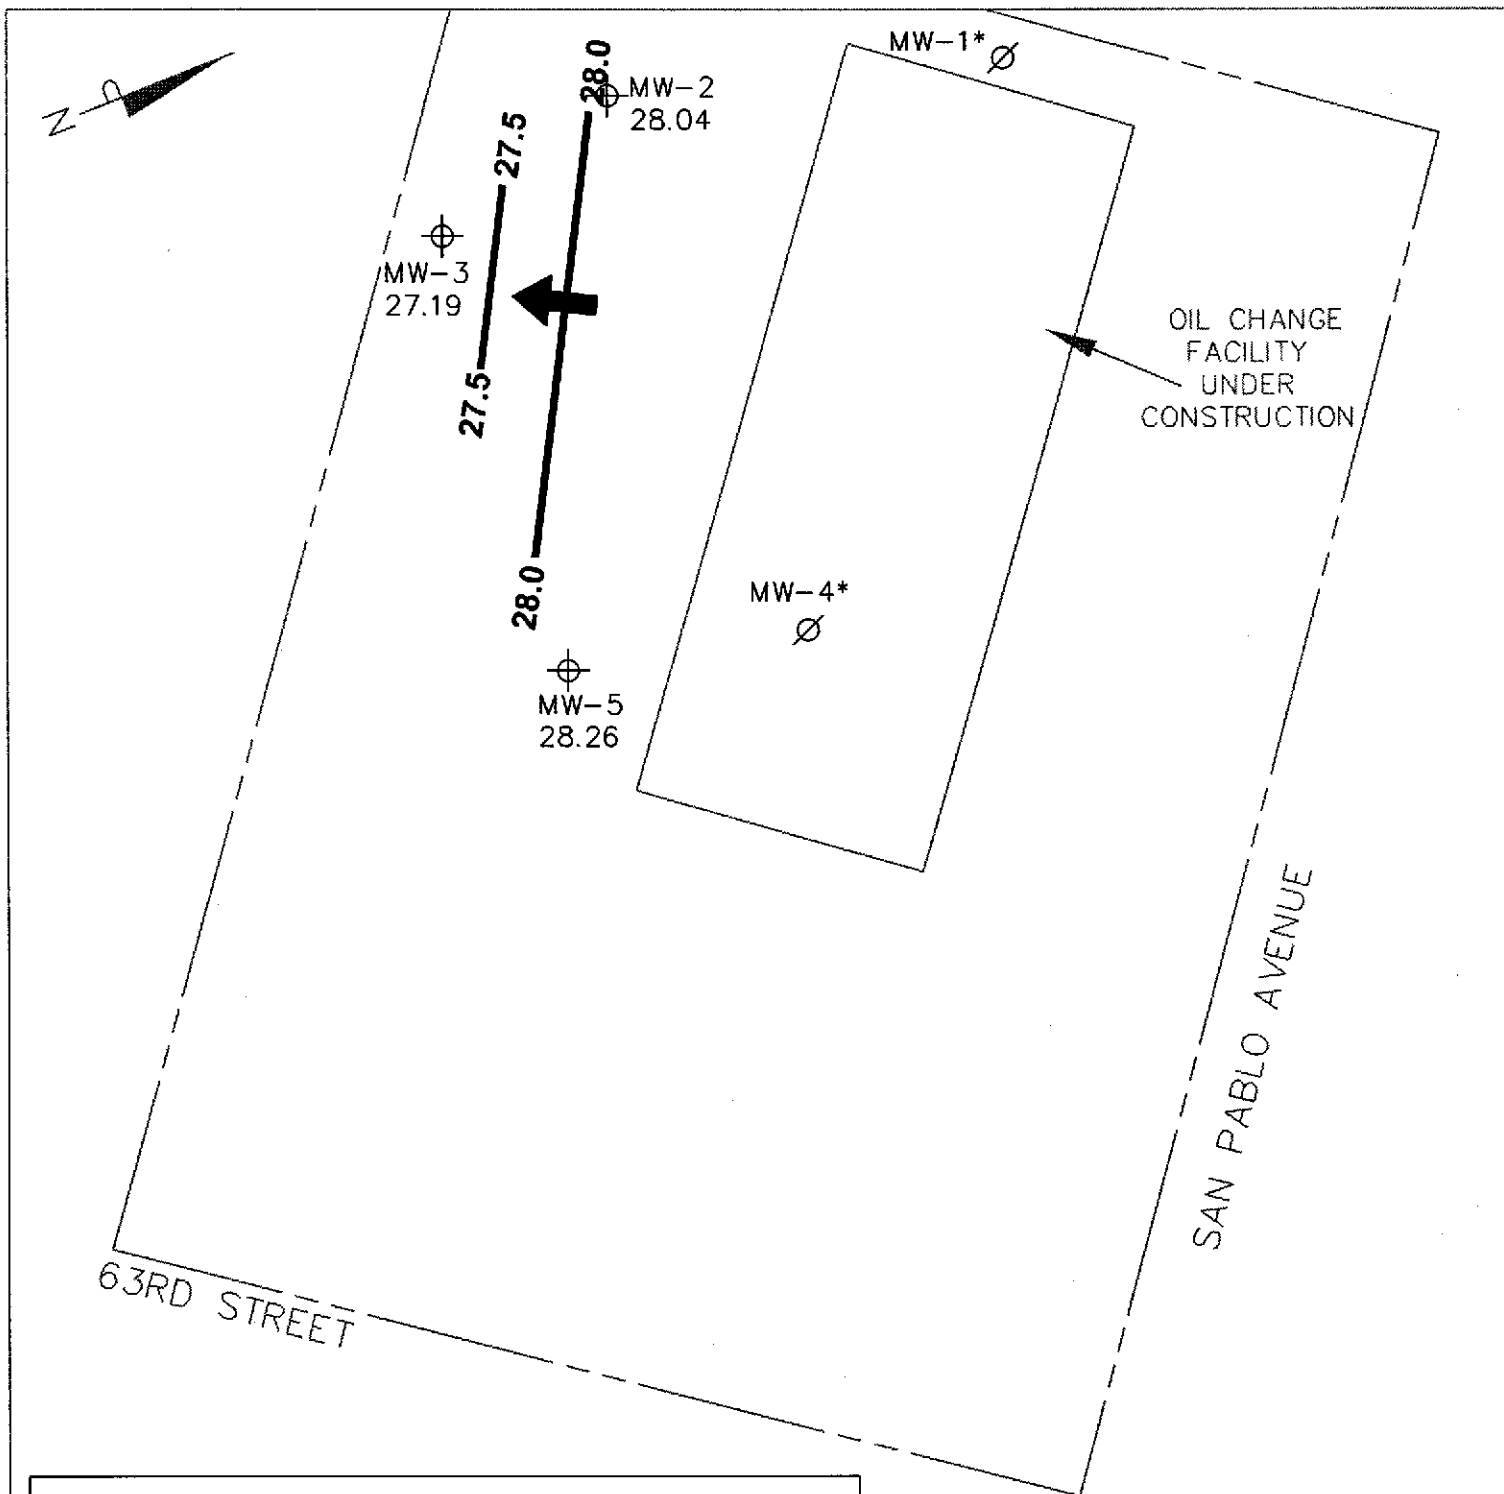 MW-1*
N
28.0
MW-2
28.04
27.5
MW-3
27.19
OIL CHANGE
FACILITY
UNDER
CONSTRUCTION
27.5
28.0
MW-4*
MW-5
28.26
SAN PABLO AVENUE
63RD STREET